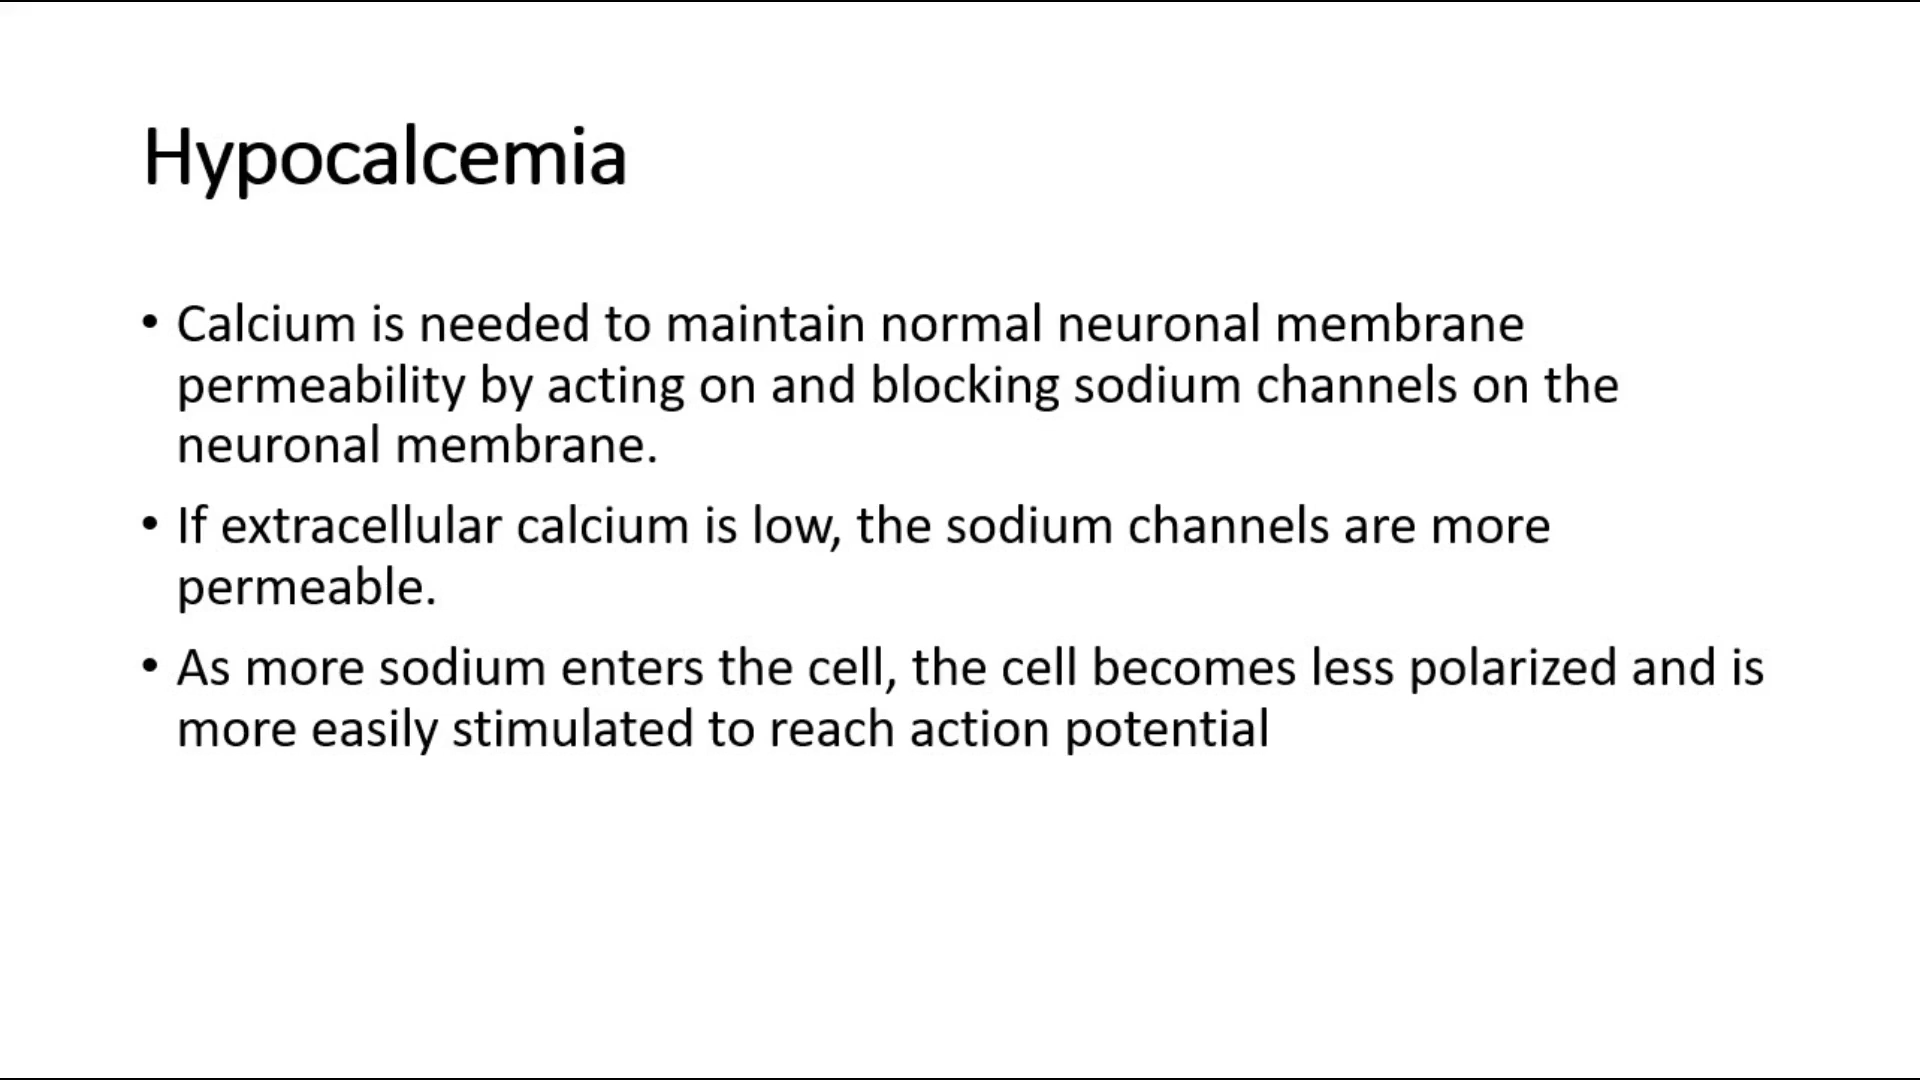 Hypocalcemia
• Calcium is needed to maintain normal neuronal membrane
permeability by acting on and blocking sodium channels on the
neuronal membrane.
• If extracellular calcium is low, the sodium channels are more
permeable.
• As more sodium enters the cell, the cell becomes less polarized and is
more easily stimulated to reach action potential